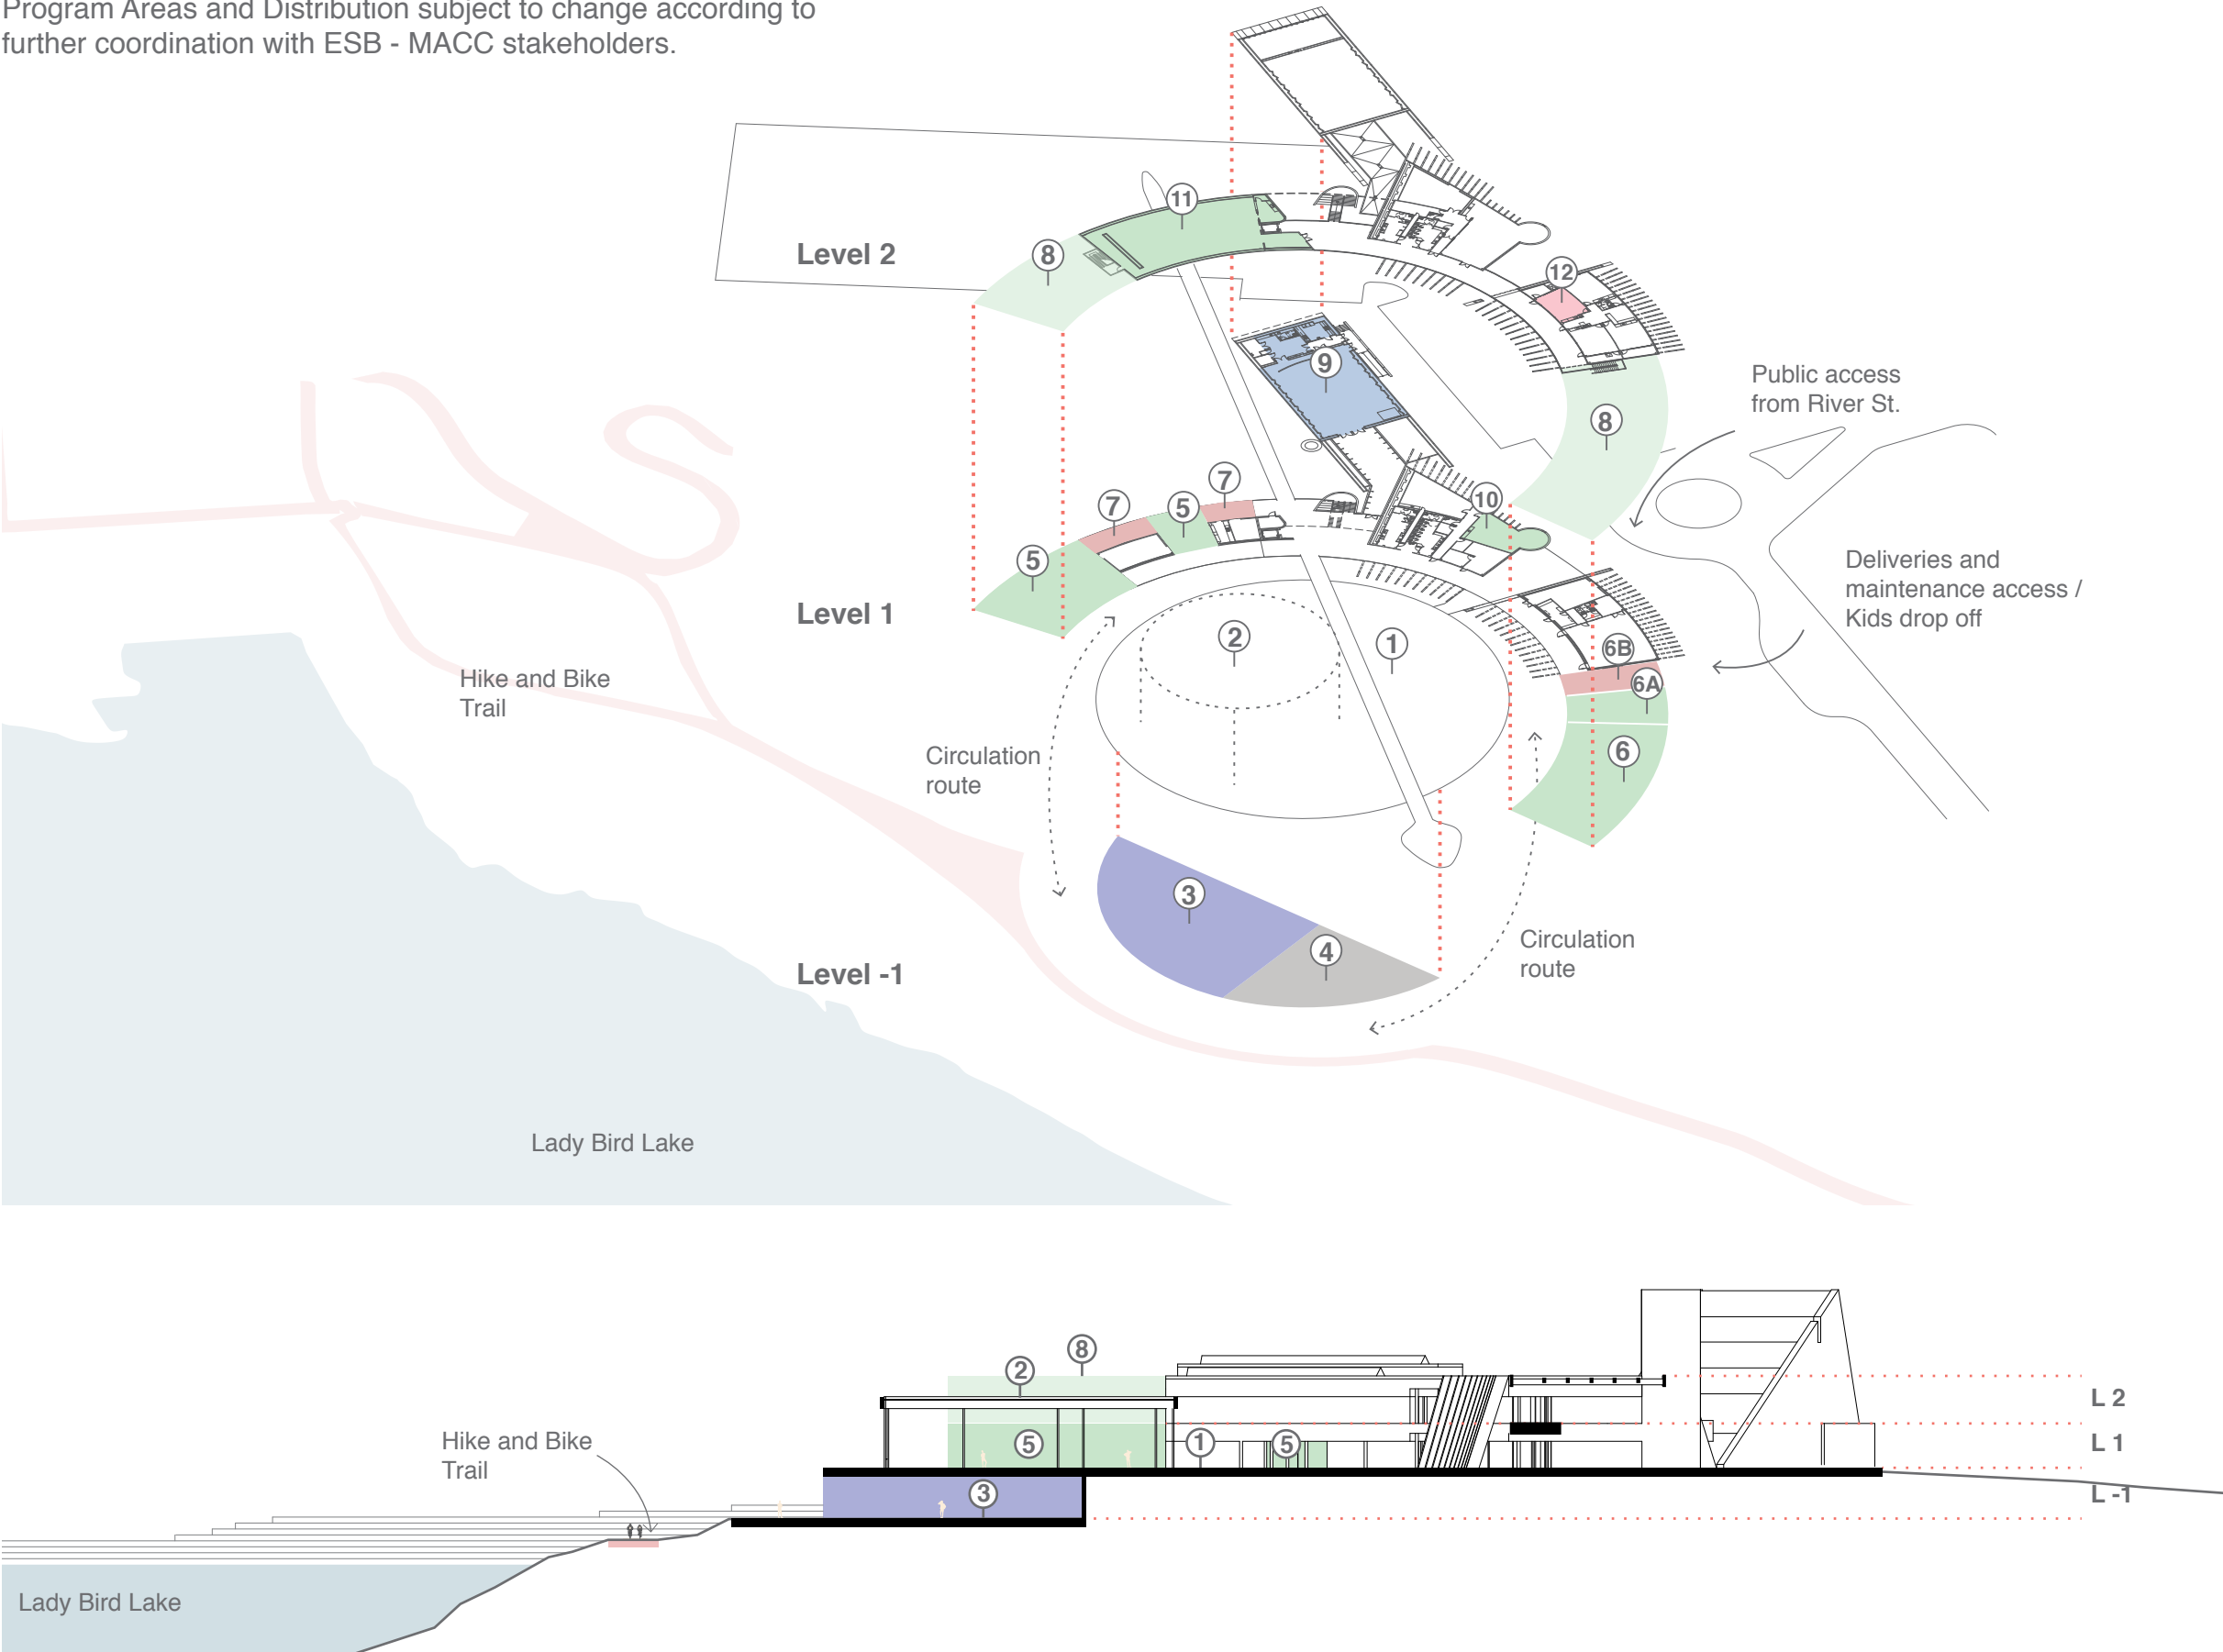 Program Areas and Distribution subject to change according to
further coordination with ESB - MACC stakeholders.
11
Level 2
8
12
9
8
Public access
from River St.
7
7
5
10
5
Level 1
Deliveries and
maintenance access /
Kids drop off
2
1
6B
6A
Hike and Bike
Trail
6
Circulation
route
3
4
Circulation
route
Level -1
Lady Bird Lake
8
2
L 2
Hike and Bike
Trail
5
1
5
L 1
3
L -1
Lady Bird Lake